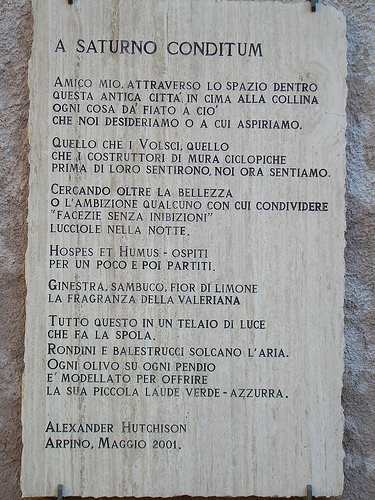 A SATURNO CONDITUM
AMICO MIO, ATTRAVERSO LO SPAZIO DENTRO
QUESTA ANTICA CITTA' IN CIMA ALLA COLLINA
OGNI COSA DA' FIATO A CIO'
CHE NOI DESIDERIAMO O A CUI ASPIRIAMO.
QUELLO CHE I VOLSCI, QUELLO
CHE I COSTRUTTORI DI MURA CICLOPICHE
PRIMA DI LORO SENTIRONO, NOI ORA SENTIAMO.
CERCANDO OLTRE LA BELLEZZA
O L'AMBIZIONE QUALCUNO CON CUI CONDIVIDERE
"FACEZIE SENZA INIBIZIONI"
LUCCIOLE NELLA NOTTE.
HOSPES ET HUMUS - OSPITI
PER UN POCO E POI PARTITI.
GINESTRA, SAMBUCO, FIOR DI LIMONE
LA FRAGRANZA DELLA VALERIANA
TUTTO QUESTO IN UN TELAIO DI LUCE
CHE FA LA SPOLA.
RONDINI E BALESTRUCCI SOLCANO L'ARIA.
OGNI OLIVO SU OGNI PENDIO
E' MODELLATO PER OFFRIRE
LA SUA PICCOLA LAUDE VERDE - AZZURRA.
ALEXANDER HUTCHISON
ARPINO, MAGGIO 2001.